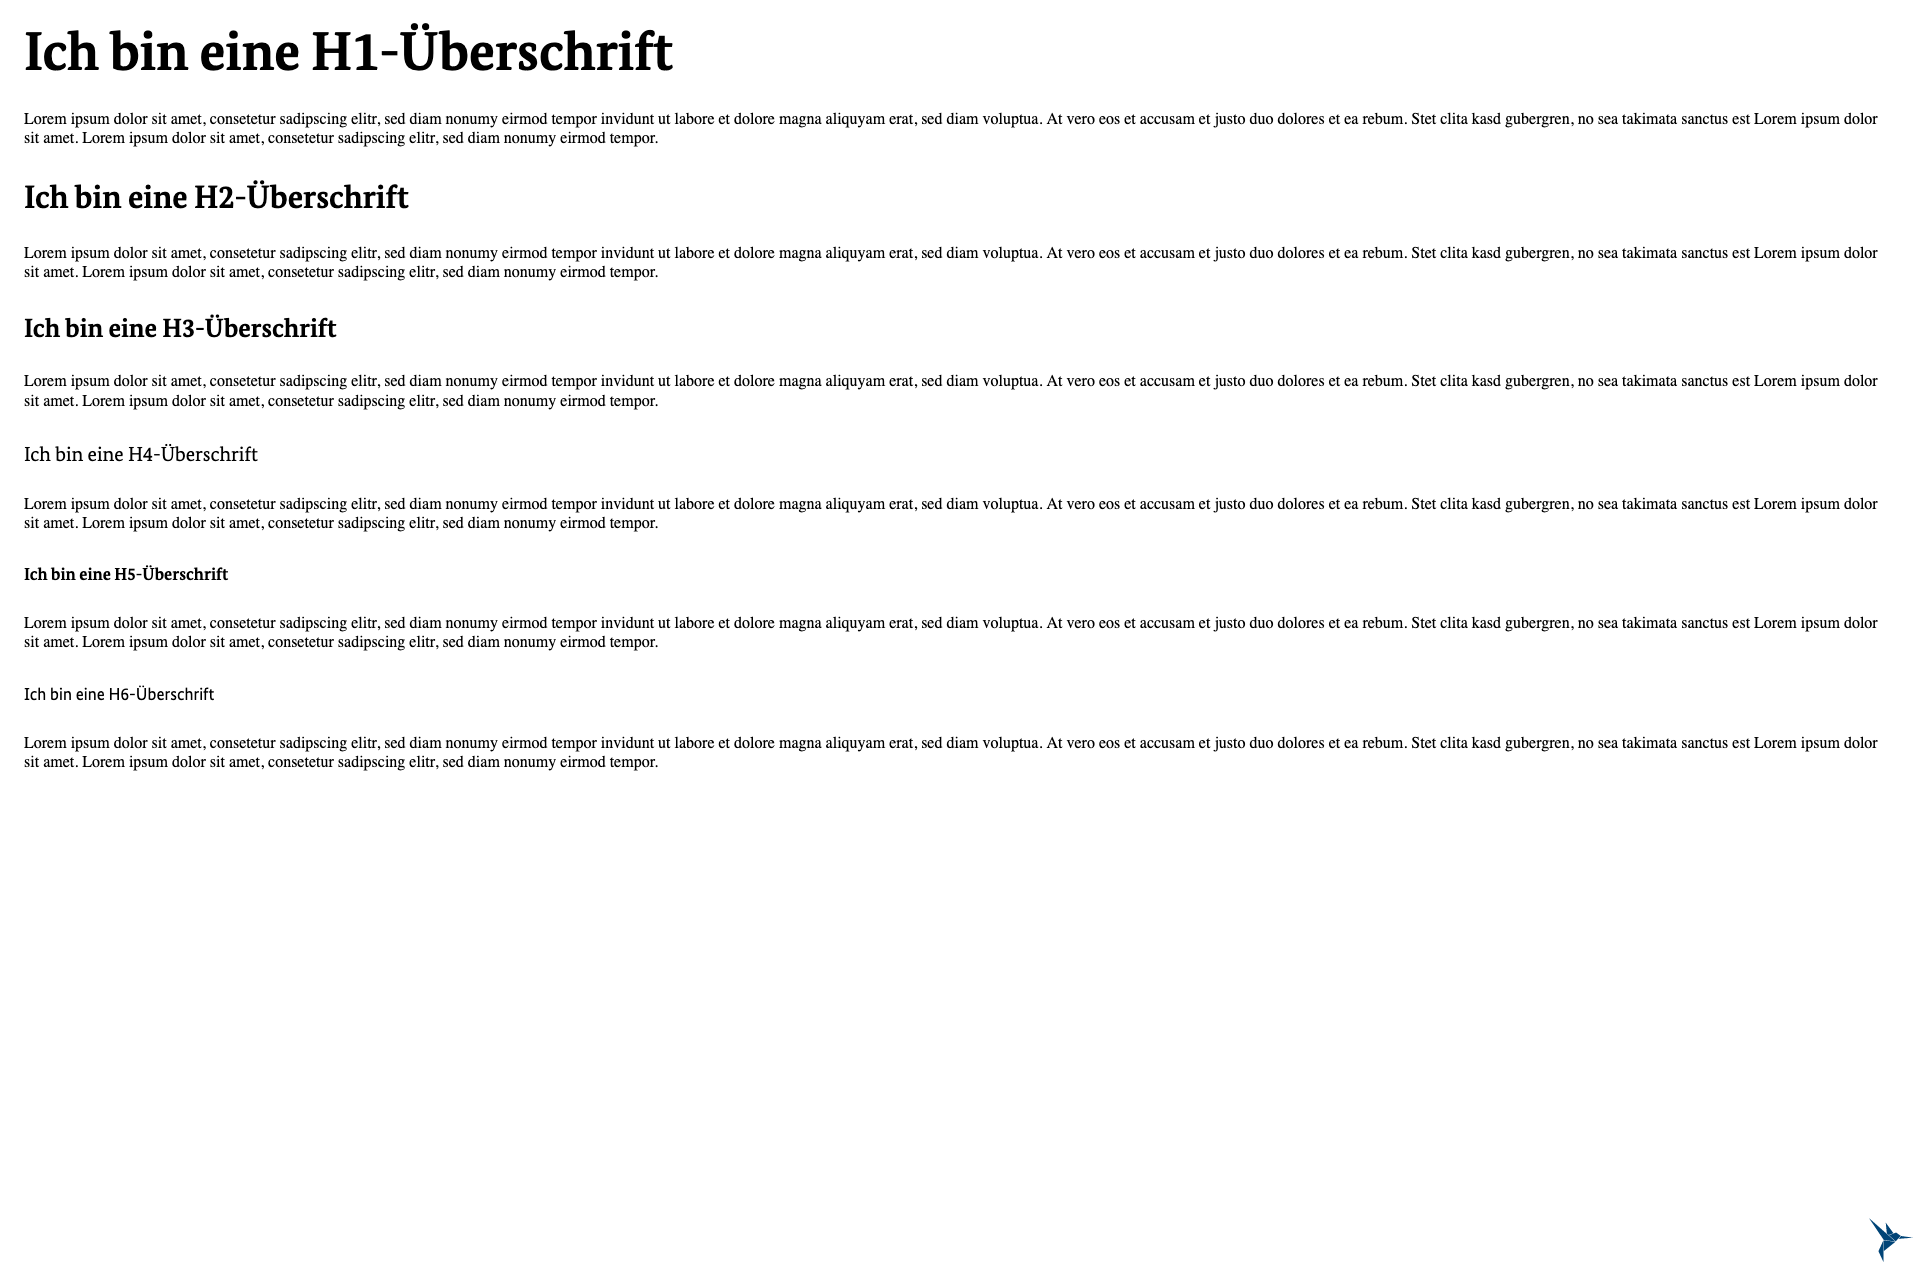 Ich bin eine H1-Überschrift
Lorem ipsum dolor sit amet, consetetur sadipscing elitr, sed diam nonumy eirmod tempor invidunt ut labore et dolore magna aliquyam erat, sed diam voluptua. At vero eos et accusam et justo duo dolores et ea rebum. Stet clita kasd gubergren, no sea takimata sanctus est Lorem ipsum dolor
sit amet. Lorem ipsum dolor sit amet, consetetur sadipscing elitr, sed diam nonumy eirmod tempor.
Ich bin eine H2-Überschrift
Lorem ipsum dolor sit amet, consetetur sadipscing elitr, sed diam nonumy eirmod tempor invidunt ut labore et dolore magna aliquyam erat, sed diam voluptua. At vero eos et accusam et justo duo dolores et ea rebum. Stet clita kasd gubergren, no sea takimata sanctus est Lorem ipsum dolor
sit amet. Lorem ipsum dolor sit amet, consetetur sadipscing elitr, sed diam nonumy eirmod tempor.
Ich bin eine H3-Überschrift
Lorem ipsum dolor sit amet, consetetur sadipscing elitr, sed diam nonumy eirmod tempor invidunt ut labore et dolore magna aliquyam erat, sed diam voluptua. At vero eos et accusam et justo duo dolores et ea rebum. Stet clita kasd gubergren, no sea takimata sanctus est Lorem ipsum dolor
sit amet. Lorem ipsum dolor sit amet, consetetur sadipscing elitr, sed diam nonumy eirmod tempor.
Ich bin eine H4-Überschrift
Lorem ipsum dolor sit amet, consetetur sadipscing elitr, sed diam nonumy eirmod tempor invidunt ut labore et dolore magna aliquyam erat, sed diam voluptua. At vero eos et accusam et justo duo dolores et ea rebum. Stet clita kasd gubergren, no sea takimata sanctus est Lorem ipsum dolor
sit amet. Lorem ipsum dolor sit amet, consetetur sadipscing elitr, sed diam nonumy eirmod tempor.
Ich bin eine H5-Überschrift
Lorem ipsum dolor sit amet, consetetur sadipscing elitr, sed diam nonumy eirmod tempor invidunt ut labore et dolore magna aliquyam erat, sed diam voluptua. At vero eos et accusam et justo duo dolores et ea rebum. Stet clita kasd gubergren, no sea takimata sanctus est Lorem ipsum dolor
sit amet. Lorem ipsum dolor sit amet, consetetur sadipscing elitr, sed diam nonumy eirmod tempor.
Ich bin eine H6-Überschrift
Lorem ipsum dolor sit amet, consetetur sadipscing elitr, sed diam nonumy eirmod tempor invidunt ut labore et dolore magna aliquyam erat, sed diam voluptua. At vero eos et accusam et justo duo dolores et ea rebum. Stet clita kasd gubergren, no sea takimata sanctus est Lorem ipsum dolor
sit amet. Lorem ipsum dolor sit amet, consetetur sadipscing elitr, sed diam nonumy eirmod tempor.